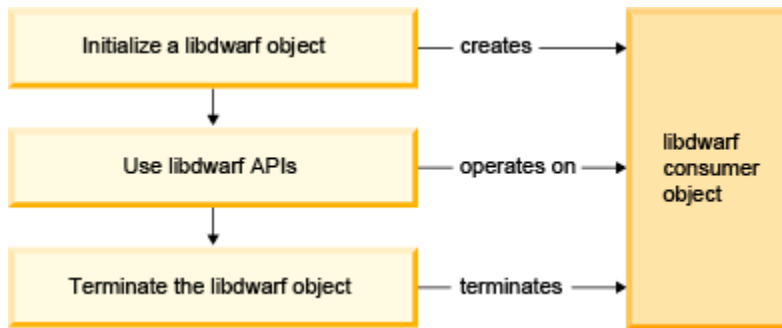 Initialize a libdwarf object
creates
Use libdwarf APIs
operates on
libdwarf
consumer
object
Terminate the libdwarf object
terminates